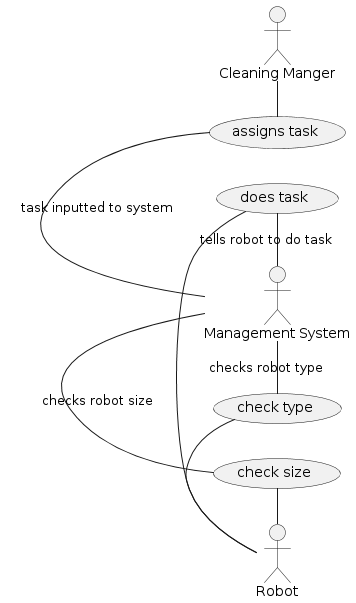 Cleaning Manger
assigns task
does task
task inputted to system
tells robot to do task
Management System
checks robot type
checks robot size
check type
check size
Robot